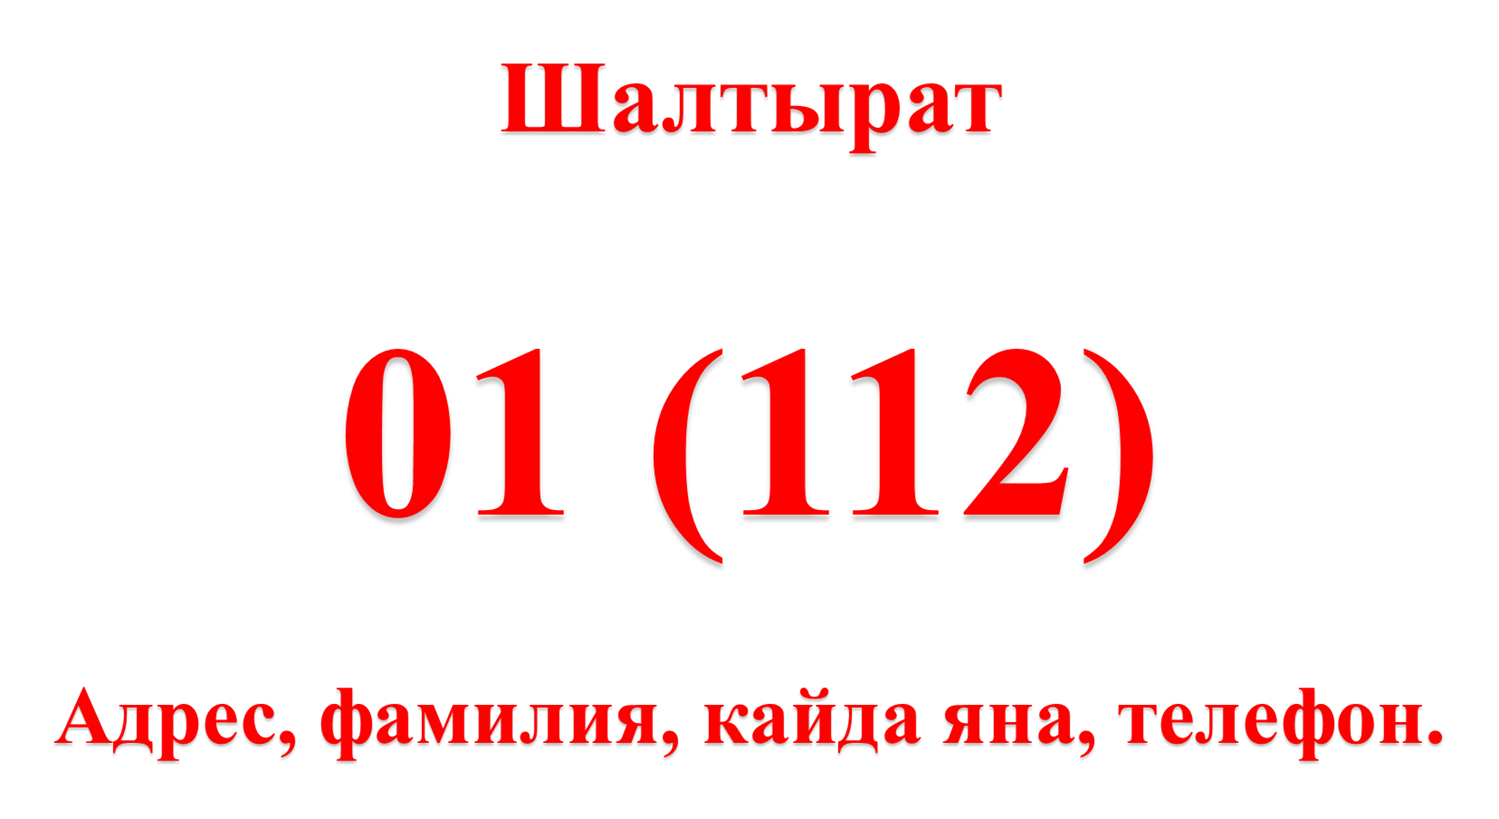 Шалтырат
01 (112)
Адрес, фамилия, кайда яна, телефон.